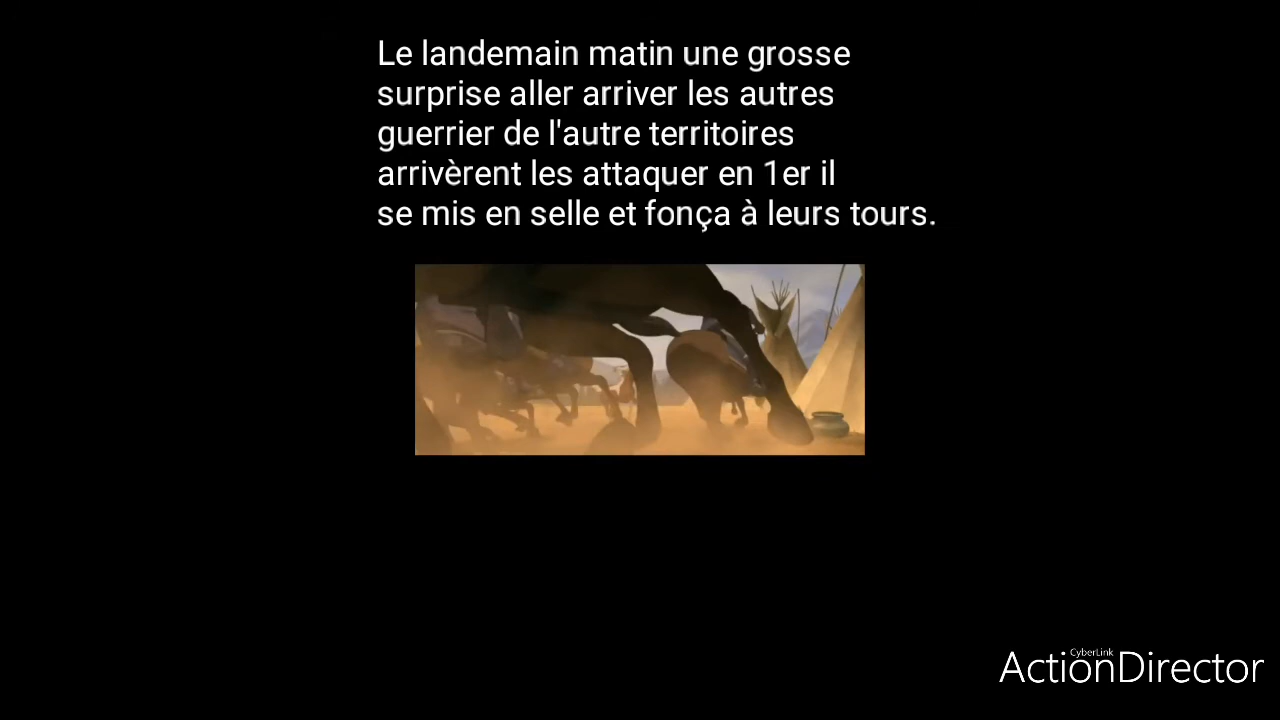 Le landemain matin une grosse
surprise aller arriver les autres
guerrier de l'autre territoires
arrivèrent les attaquer en 1er il
se mis en selle et fonça à leurs tours.
CyberLink
ActionDirector